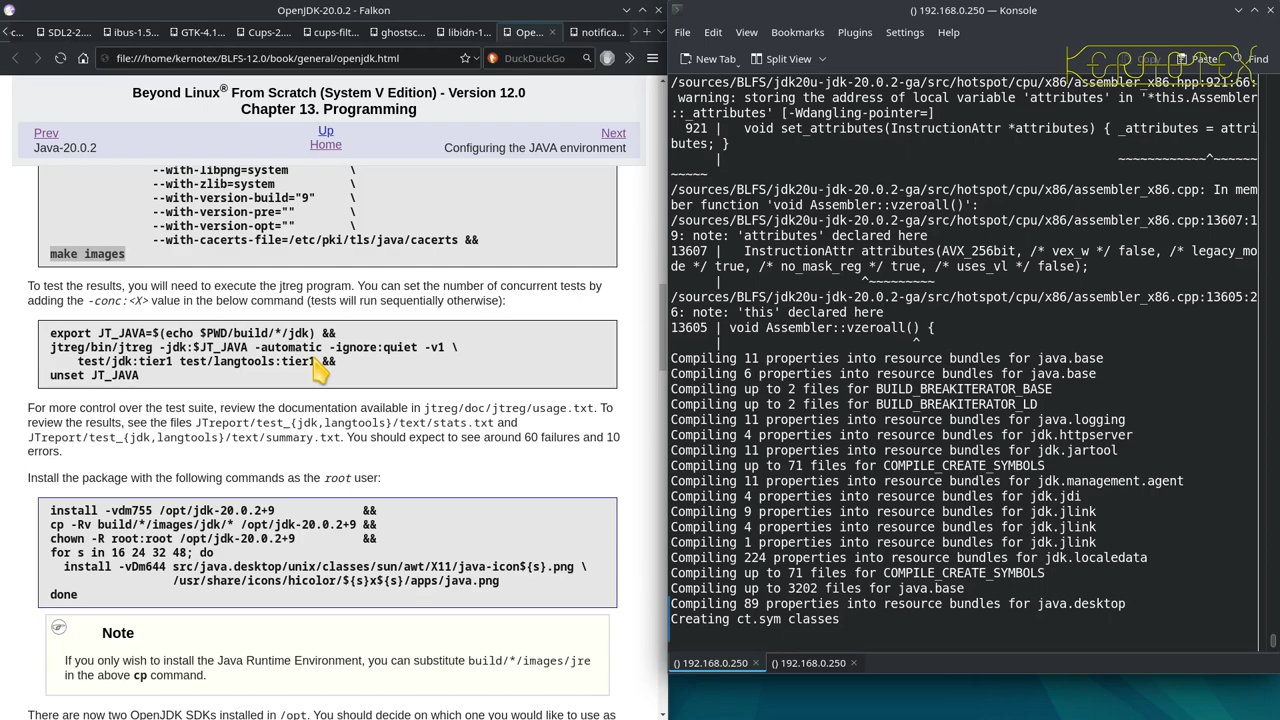 OpenJDK-20.0.2 - Falkon
SDL2-2....
ibus-1.5...
GTK-4.1...
Cups-2....
cups-filt...
ghostsc...
libidn-1...
Ope...
notifica...
file:///home/kernotex/BLFS-12.0/book/general/openjdk.html
DuckDuckGo
Beyond Linux® From Scratch (System V Edition) - Version 12.0
Chapter 13. Programming
Prev
Up
Next
Java-20.0.2
Home
Configuring the JAVA environment
--with-libpng=system \
--with-zlib=system \
--with-version-build="9" \
--with-version-pre="" \
--with-version-opt="" \
--with-cacerts-file=/etc/pki/tls/java/cacerts &&
make images
To test the results, you will need to execute the jtreg program. You can set the number of concurrent tests by
adding the -conc:<X> value in the below command (tests will run sequentially otherwise):
export JT_JAVA=$(echo $PWD/build/*/jdk) &&
jtreg/bin/jtreg -jdk:$JT_JAVA -automatic -ignore:quiet -v1 \
test/jdk:tier1 test/langtools:tier1 &&
unset JT_JAVA
For more control over the test suite, review the documentation available in jtreg/doc/jtreg/usage.txt. To
review the results, see the files JTreport/test_{jdk,langtools}/text/stats.txt and
JTreport/test_{jdk,langtools}/text/summary.txt. You should expect to see around 60 failures and 10
errors.
Install the package with the following commands as the root user:
install -vdm755 /opt/jdk-20.0.2+9 &&
cp -Rv build/*/images/jdk/* /opt/jdk-20.0.2+9 &&
chown -R root:root /opt/jdk-20.0.2+9 &&
for s in 16 24 32 48; do
install -vDm644 src/java.desktop/unix/classes/sun/awt/X11/java-icon${s}.png \
/usr/share/icons/hicolor/${s}x${s}/apps/java.png
done
Note
If you only wish to install the Java Runtime Environment, you can substitute build/*/images/jre
in the above cp command.
There are now two OpenJDK SDKs installed in /opt. You should decide on which one you would like to use as
() 192.168.0.250 — Konsole
File Edit View Bookmarks Plugins Settings Help
New Tab
Split View
Copy
Paste
Find
KERNOTEX
/sources/BLFS/jdk20u-jdk-20.0.2-ga/src/hotspot/cpu/x86/assembler_x86.hpp:921:66:
warning: storing the address of local variable 'attributes' in '*this.Assembler
::_attributes' [-Wdangling-pointer=]
921 | void set_attributes(InstructionAttr *attributes) { _attributes = attri
butes; }
| ~~~~~~~~~~~~^~~~~~~
~~~~~
/sources/BLFS/jdk20u-jdk-20.0.2-ga/src/hotspot/cpu/x86/assembler_x86.cpp: In mem
ber function 'void Assembler::vzeroall()':
/sources/BLFS/jdk20u-jdk-20.0.2-ga/src/hotspot/cpu/x86/assembler_x86.cpp:13607:1
9: note: 'attributes' declared here
13607 | InstructionAttr attributes(AVX_256bit, /* vex_w */ false, /* legacy_mo
de */ true, /* no_mask_reg */ true, /* uses_vl */ false);
| ^~~~~~~~~~
/sources/BLFS/jdk20u-jdk-20.0.2-ga/src/hotspot/cpu/x86/assembler_x86.cpp:13605:2
6: note: 'this' declared here
13605 | void Assembler::vzeroall() {
| ^
Compiling 11 properties into resource bundles for java.base
Compiling 6 properties into resource bundles for java.base
Compiling up to 2 files for BUILD_BREAKITERATOR_BASE
Compiling up to 2 files for BUILD_BREAKITERATOR_LD
Compiling 11 properties into resource bundles for java.logging
Compiling 4 properties into resource bundles for jdk.httpserver
Compiling 11 properties into resource bundles for jdk.jartool
Compiling up to 71 files for COMPILE_CREATE_SYMBOLS
Compiling 11 properties into resource bundles for jdk.management.agent
Compiling 4 properties into resource bundles for jdk.jdi
Compiling 9 properties into resource bundles for jdk.jlink
Compiling 4 properties into resource bundles for jdk.jlink
Compiling 1 properties into resource bundles for jdk.jlink
Compiling 224 properties into resource bundles for jdk.localedata
Compiling up to 71 files for COMPILE_CREATE_SYMBOLS
Compiling up to 3202 files for java.base
Compiling 89 properties into resource bundles for java.desktop
Creating ct.sym classes
() 192.168.0.250
() 192.168.0.250